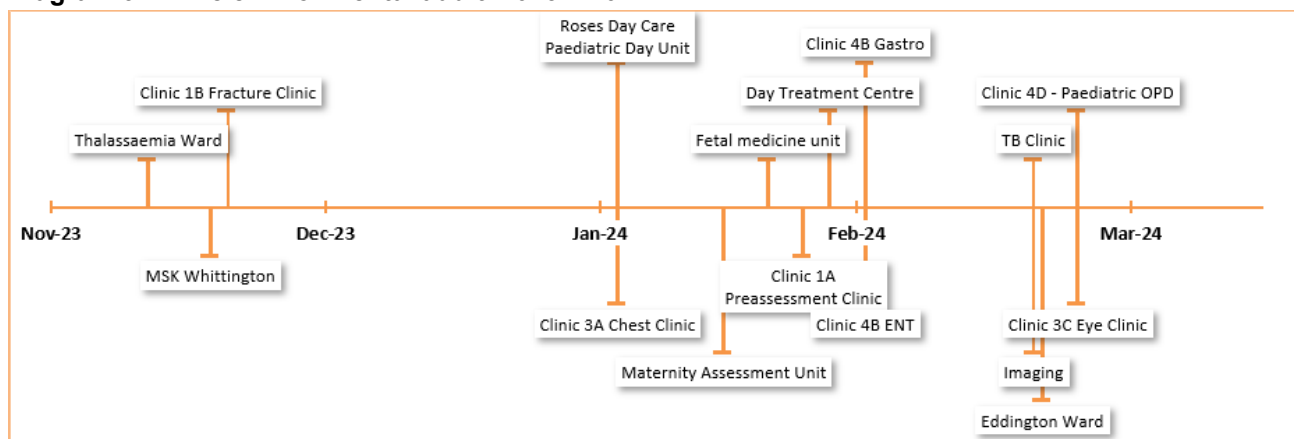 Roses Day Care
Paediatric Day Unit
Clinic 4B Gastro
Clinic 1B Fracture Clinic
Day Treatment Centre
Clinic 4D - Paediatric OPD
Thalassaemia Ward
Fetal medicine unit
TB Clinic
Nov-23
Dec-23
Jan-24
Feb-24
Mar-24
MSK Whittington
Clinic 1A
Preassessment Clinic
Clinic 3A Chest Clinic
Clinic 4B ENT
Clinic 3C Eye Clinic
Maternity Assessment Unit
Imaging
Eddington Ward